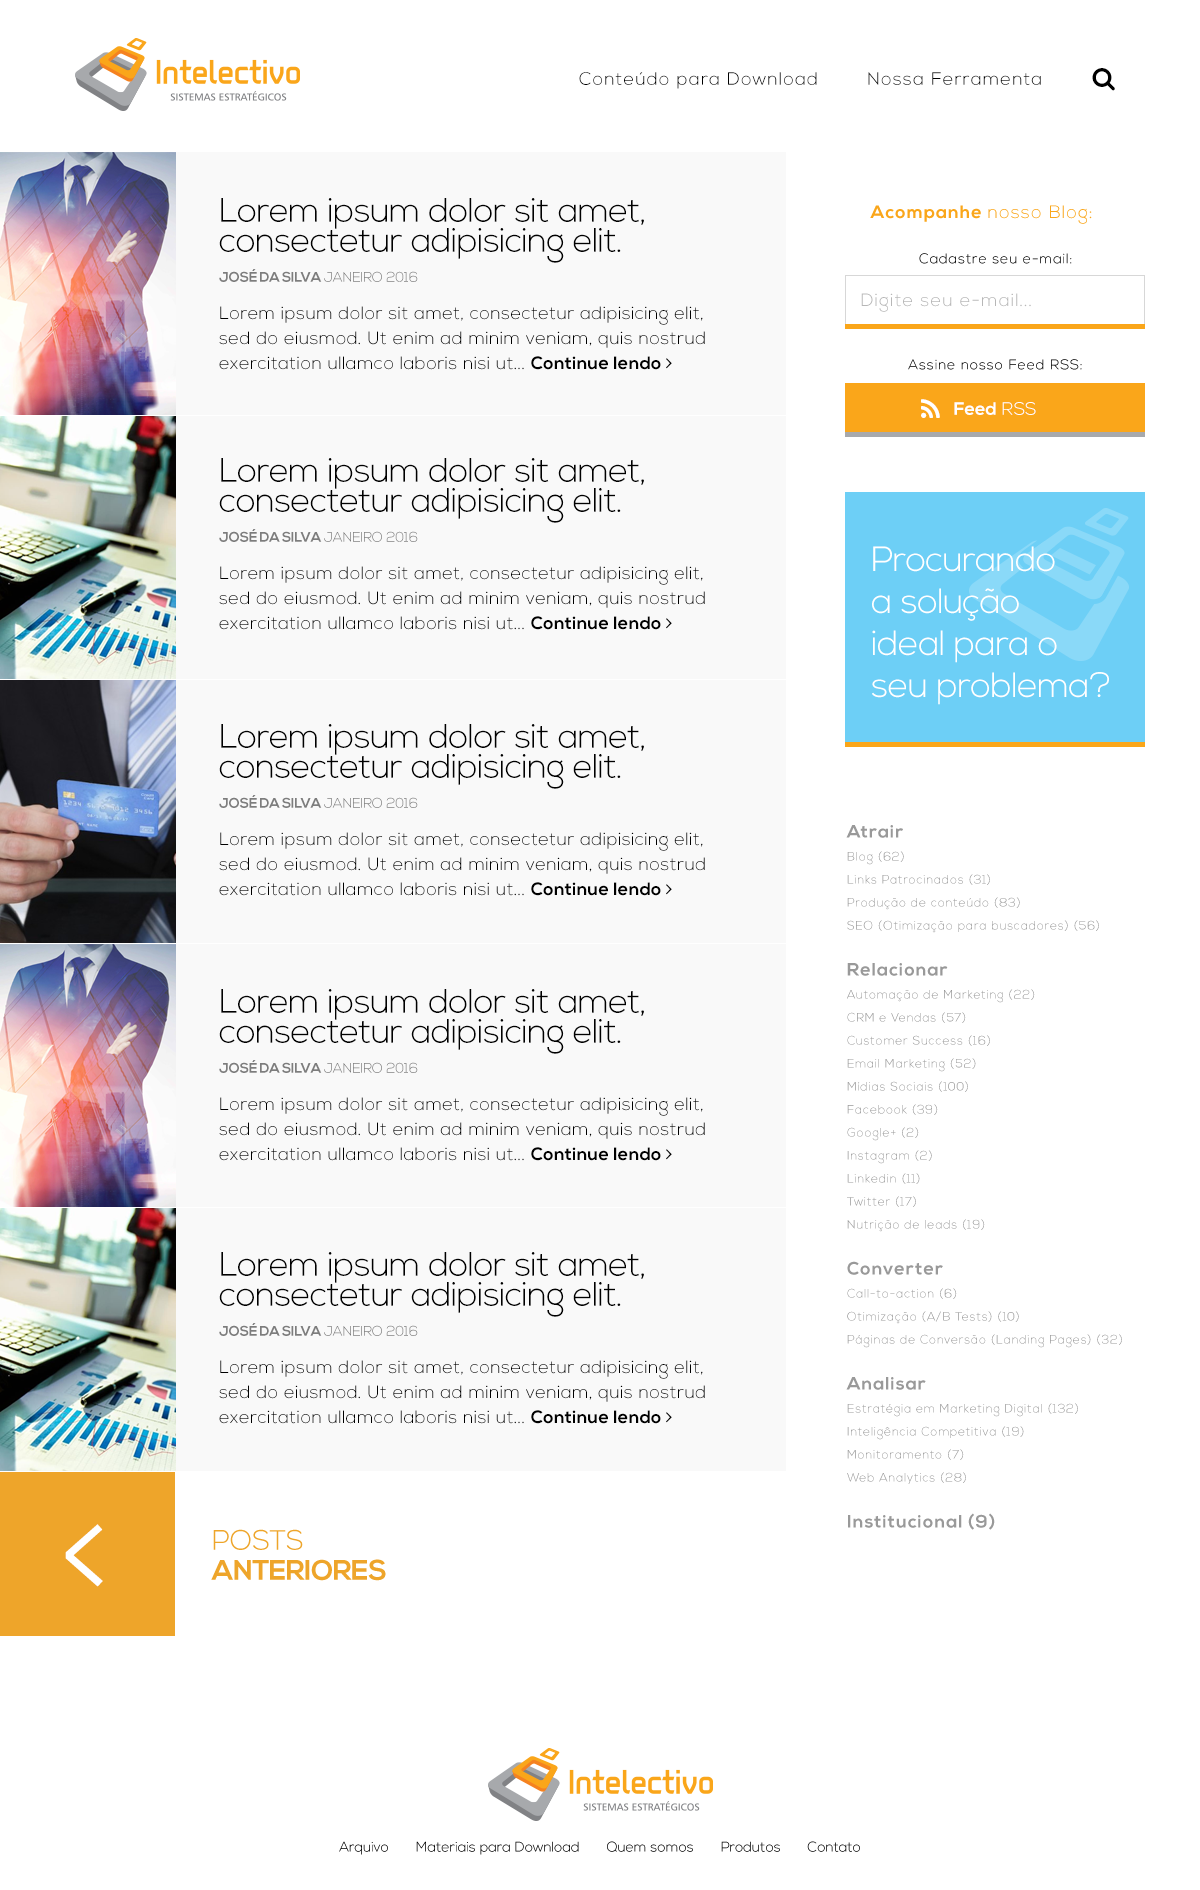 Intelectivo
SISTEMAS ESTRATÉGICOS
Conteúdo para Download
Nossa Ferramenta
Lorem ipsum dolor sit amet,
consectetur adipisicing elit.
JOSÉ DA SILVA JANEIRO 2016
Lorem ipsum dolor sit amet, consectetur adipisicing elit,
sed do eiusmod. Ut enim ad minim veniam, quis nostrud
exercitation ullamco laboris nisi ut... Continue lendo >
Lorem ipsum dolor sit amet,
consectetur adipisicing elit.
JOSÉ DA SILVA JANEIRO 2016
Lorem ipsum dolor sit amet, consectetur adipisicing elit,
sed do eiusmod. Ut enim ad minim veniam, quis nostrud
exercitation ullamco laboris nisi ut... Continue lendo >
Lorem ipsum dolor sit amet,
consectetur adipisicing elit.
JOSÉ DA SILVA JANEIRO 2016
Lorem ipsum dolor sit amet, consectetur adipisicing elit,
sed do eiusmod. Ut enim ad minim veniam, quis nostrud
exercitation ullamco laboris nisi ut... Continue lendo >
Lorem ipsum dolor sit amet,
consectetur adipisicing elit.
JOSÉ DA SILVA JANEIRO 2016
Lorem ipsum dolor sit amet, consectetur adipisicing elit,
sed do eiusmod. Ut enim ad minim veniam, quis nostrud
exercitation ullamco laboris nisi ut... Continue lendo >
Lorem ipsum dolor sit amet,
consectetur adipisicing elit.
JOSÉ DA SILVA JANEIRO 2016
Lorem ipsum dolor sit amet, consectetur adipisicing elit,
sed do eiusmod. Ut enim ad minim veniam, quis nostrud
exercitation ullamco laboris nisi ut... Continue lendo >
POSTS
ANTERIORES
Acompanhe nosso Blog:
Cadastre seu e-mail:
Digite seu e-mail...
Assine nosso Feed RSS:
Feed RSS
Procurando
a solução
ideal para o
seu problema?
Atrair
Blog (62)
Links Patrocinados (31)
Produção de conteúdo (83)
SEO (Otimização para buscadores) (56)
Relacionar
Automação de Marketing (22)
CRM e Vendas (57)
Customer Success (16)
Email Marketing (52)
Mídias Sociais (100)
Facebook (39)
Google+ (2)
Instagram (2)
Linkedin (11)
Twitter (17)
Nutrição de leads (19)
Converter
Call-to-action (6)
Otimização (A/B Tests) (10)
Páginas de Conversão (Landing Pages) (32)
Analisar
Estratégia em Marketing Digital (132)
Inteligência Competitiva (19)
Monitoramento (7)
Web Analytics (28)
Institucional (9)
Intelectivo
SISTEMAS ESTRATÉGICOS
Arquivo
Materiais para Download
Quem somos
Produtos
Contato